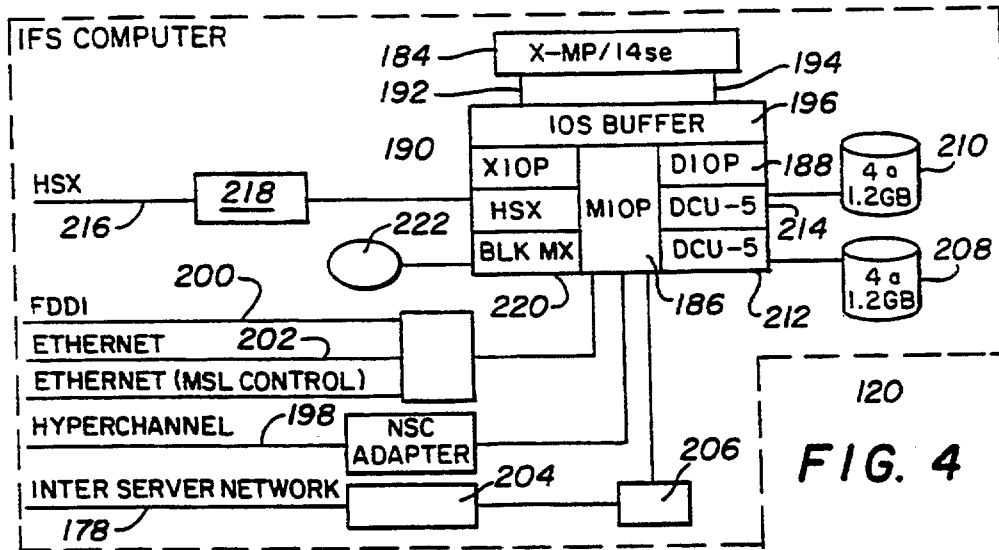 IFS COMPUTER
184
X-MP/14se
192
194
196
IOS BUFFER
190
XIOP
DIOP
188
210
4 a
1.2GB
HSX
216
218
HSX
MIOP
DCU-5
214
222
BLK MX
DCU-5
208
4 a
1.2GB
200
220
186
212
FDDI
ETHERNET
202
ETHERNET (MSL CONTROL)
HYPERCHANNEL
198
NSC
ADAPTER
120
206
FIG. 4
INTER SERVER NETWORK
204
178